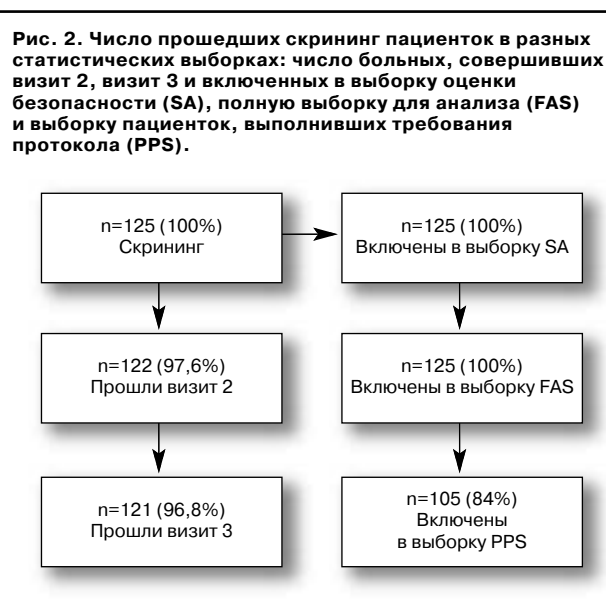 Рис. 2. Число прошедших скрининг пациенток в разных
статистических выборках: число больных, совершивших
визит 2, визит 3 и включенных в выборку оценки
безопасности (SA), полную выборку для анализа (FAS)
и выборку пациенток, выполнивших требования
протокола (PPS).
n=125 (100%)
Скрининг
n=125 (100%)
Включены в выборку SA
n=122 (97,6%)
Прошли визит 2
n=125 (100%)
Включены в выборку FAS
n=121 (96,8%)
Прошли визит 3
n=105 (84%)
Включены
в выборку PPS